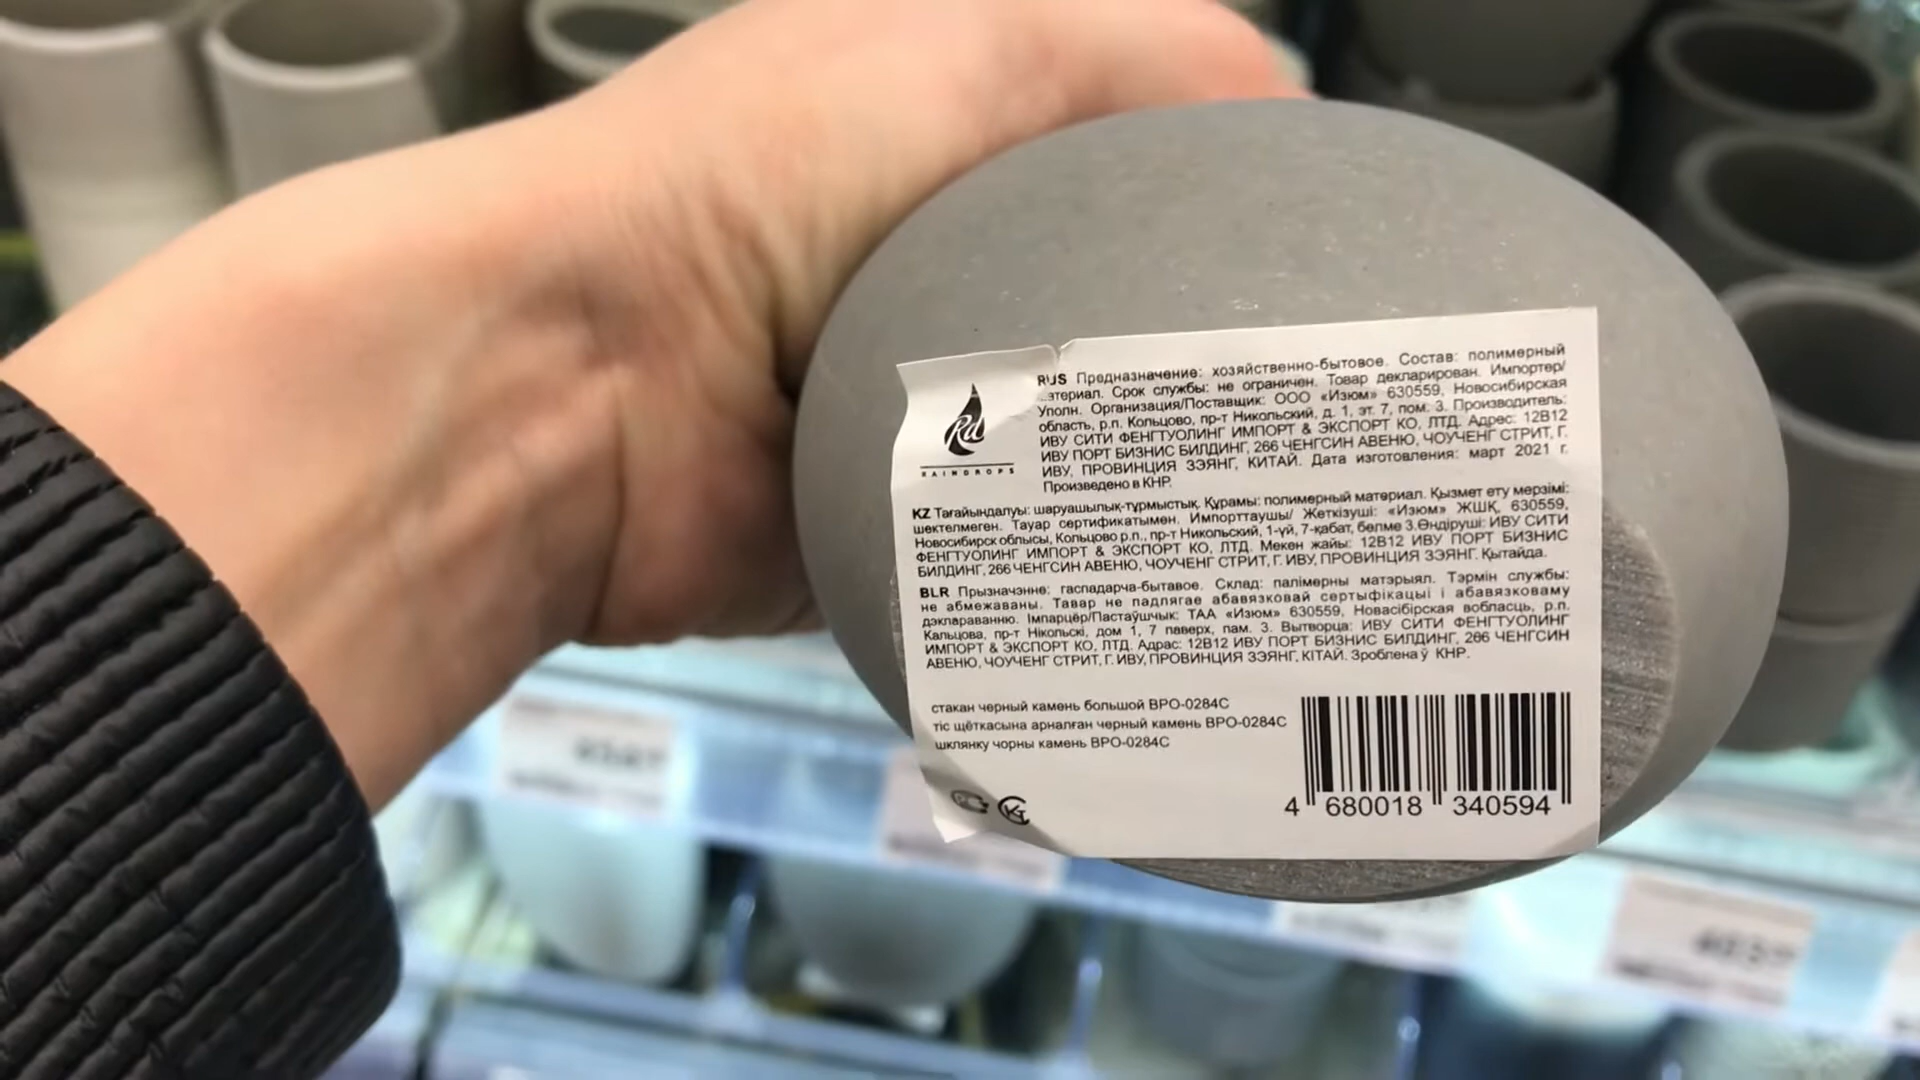 Rd
RAINDROPS
RUS Предназначение: хозяйственно-бытовое. Состав: полимерный
Срок службы: не ограничен. Товар декларирован. Импортер/
Уполн. Организация/Поставщик: ООО «Изюм» 630559, Новосибирская
область, р.п. Кольцово, пр-т Никольский, д. 1, эт. 7, пом. 3. Производитель:
ИВУ СИТИ ФЕНГТУОЛИНГ ИМПОРТ & ЭКСПОРТ КО, ЛТД. Адрес: 12В12
ИВУ ПОРТ БИЗНИС БИЛДИНГ, 266 ЧЕНГСИН АВЕНЮ, ЧОУЧЕНГ СТРИТ, Г.
ИВУ, ПРОВИНЦИЯ ЗЭЯНГ, КИТАЙ. Дата изготовления: март 2021 г.
Произведено в КНР.
KZ Тағайындалуы: шаруашылық-тұрмыстық. Құрамы: полимерный материал. Қызмет ету мерзімі:
шектелмеген. Тауар сертификатымен. Импорттаушы/ Жеткізуші: «Изюм» ЖШҚ, 630559,
Новосибирск облысы, Кольцово р.п., пр-т Никольский, 1-үй, 7-қабат, бөлме 3.Өндіруші: ИВУ СИТИ
ФЕНГТУОЛИНГ ИМПОРТ & ЭКСПОРТ КО, ЛТД. Мекен жайы: 12В12 ИВУ ПОРТ БИЗНИС
БИЛДИНГ, 266 ЧЕНГСИН АВЕНЮ, ЧОУЧЕНГ СТРИТ, Г. ИВУ, ПРОВИНЦИЯ ЗЭЯНГ. Қытайда.
BLR Прызначэнне: гаспадарча-бытавое. Склад: палімерны матэрыял. Тэрмін службы:
не абмежаваны. Тавар не падлягае абавязковай сертыфікацыі і абавязковаму
дэклараванню. Імпарцёр/Пастаўшчык: ТАА «Изюм» 630559, Новасібірская вобласць, р.п.
Кальцова, пр-т Нікольскі, дом 1, 7 паверх, пам. 3. Вытворца: ИВУ СИТИ ФЕНГТУОЛИНГ
ИМПОРТ & ЭКСПОРТ КО, ЛТД. Адрас: 12В12 ИВУ ПОРТ БИЗНИС БИЛДИНГ, 266 ЧЕНГСИН
АВЕНЮ, ЧОУЧЕНГ СТРИТ, Г. ИВУ, ПРОВИНЦИЯ ЗЭЯНГ, КІТАЙ. Зроблена ў КНР.
стакан черный камень большой BPO-0284C
тіс щёткасына арналған черный камень BPO-0284C
шклянку чорны камень BPO-0284C
4 680018 340594